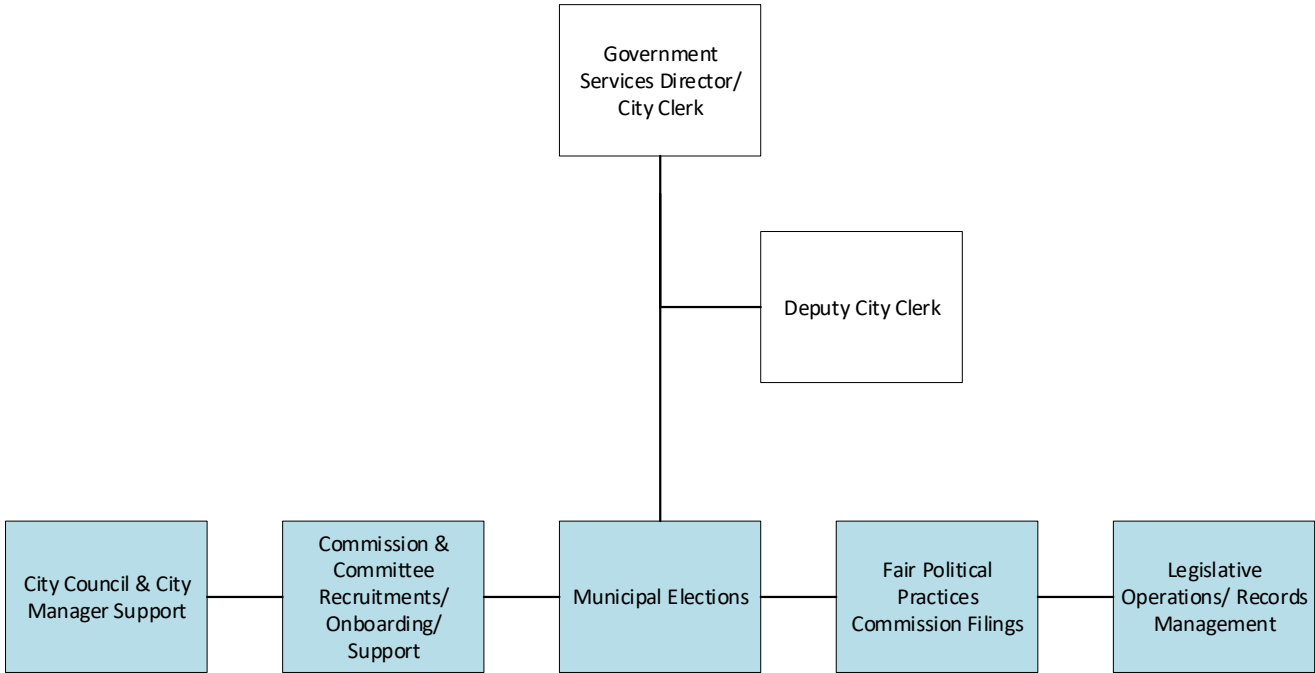 Government
Services Director/
City Clerk
Deputy City Clerk
City Council & City
Manager Support
Commission &
Committee
Recruitments/
Onboarding/
Support
Municipal Elections
Fair Political
Practices
Commission Filings
Legislative
Operations/ Records
Management